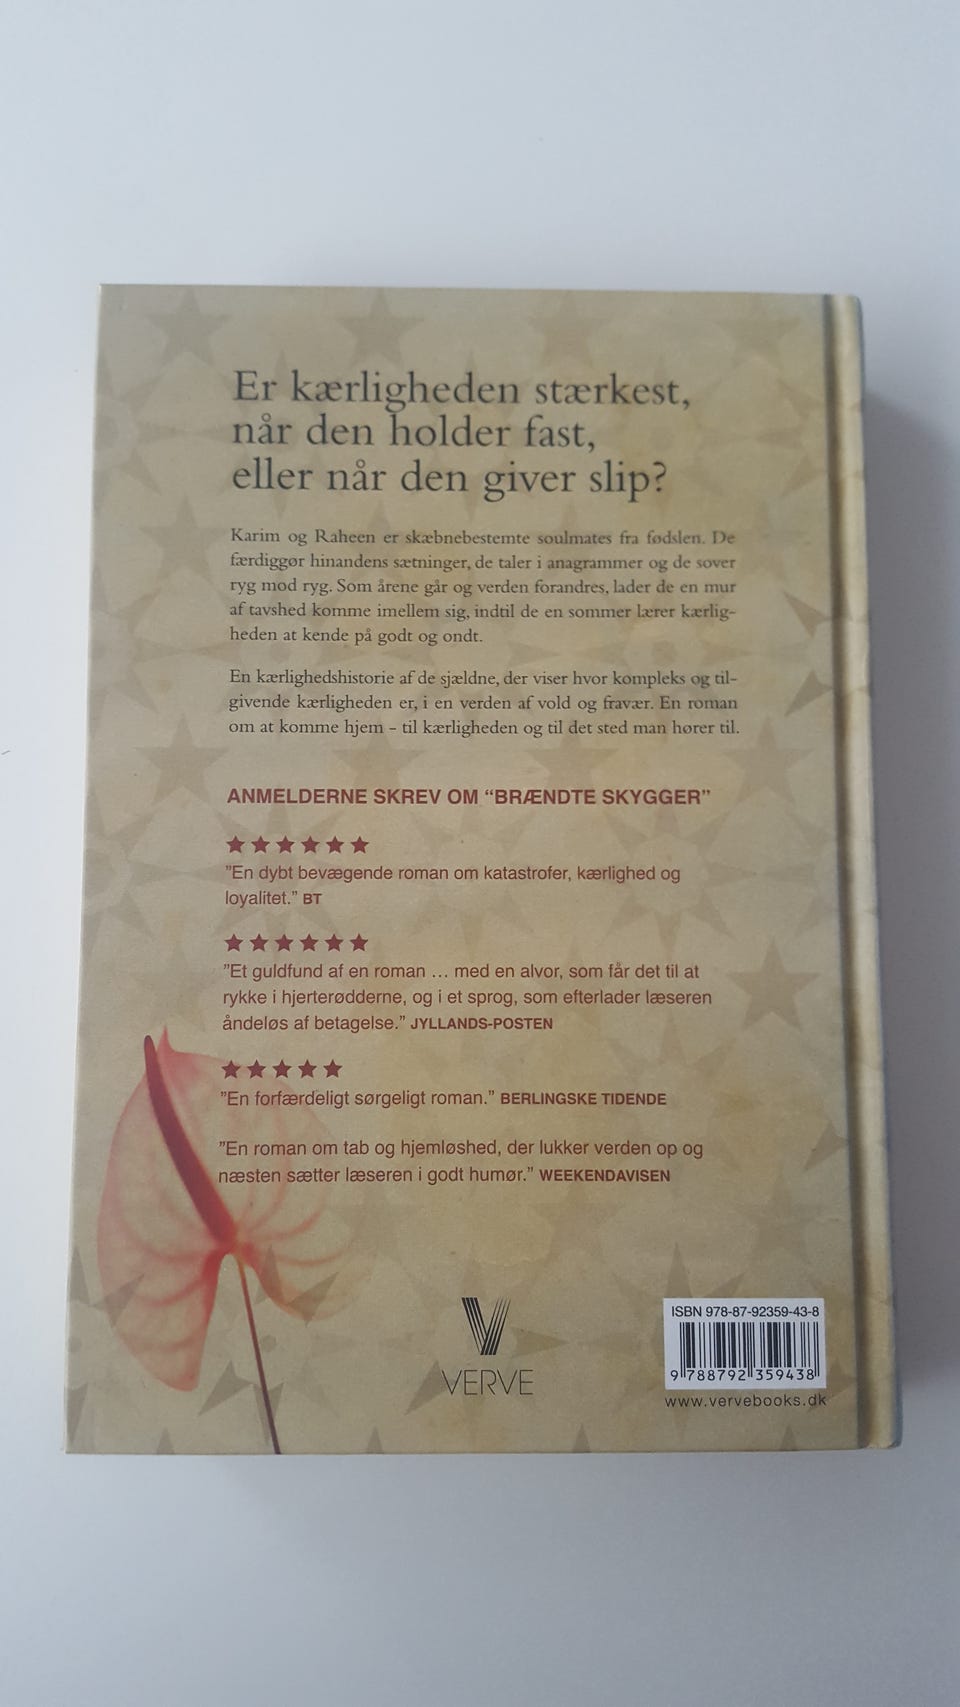 Er kærligheden stærkest,
når den holder fast,
eller når den giver slip?
Karim og Raheen er skæbnebestemte soulmates fra fødslen. De
færdiggør hinandens sætninger, de taler i anagrammer og de sover
ryg mod ryg. Som årene går og verden forandres, lader de en mur
af tavshed komme imellem sig, indtil de en sommer lærer kærlig-
heden at kende på godt og ondt.
En kærlighedshistorie af de sjældne, der viser hvor kompleks og til-
givende kærligheden er, i en verden af vold og fravær. En roman
om at komme hjem – til kærligheden og til det sted man hører til.
ANMELDERNE SKREV OM “BRÆNDTE SKYGGER”
★★★★★★
”En dybt bevægende roman om katastrofer, kærlighed og
loyalitet.” BT
★★★★★★
”Et guldfund af en roman ... med en alvor, som får det til at
rykke i hjerterødderne, og i et sprog, som efterlader læseren
åndeløs af betagelse.” JYLLANDS-POSTEN
★★★★★
”En forfærdeligt sørgeligt roman.” BERLINGSKE TIDENDE
”En roman om tab og hjemløshed, der lukker verden op og
næsten sætter læseren i godt humør.” WEEKENDAVISEN
V
VERVE
ISBN 978-87-92359-43-8
9 788792 359438
www.vervebooks.dk